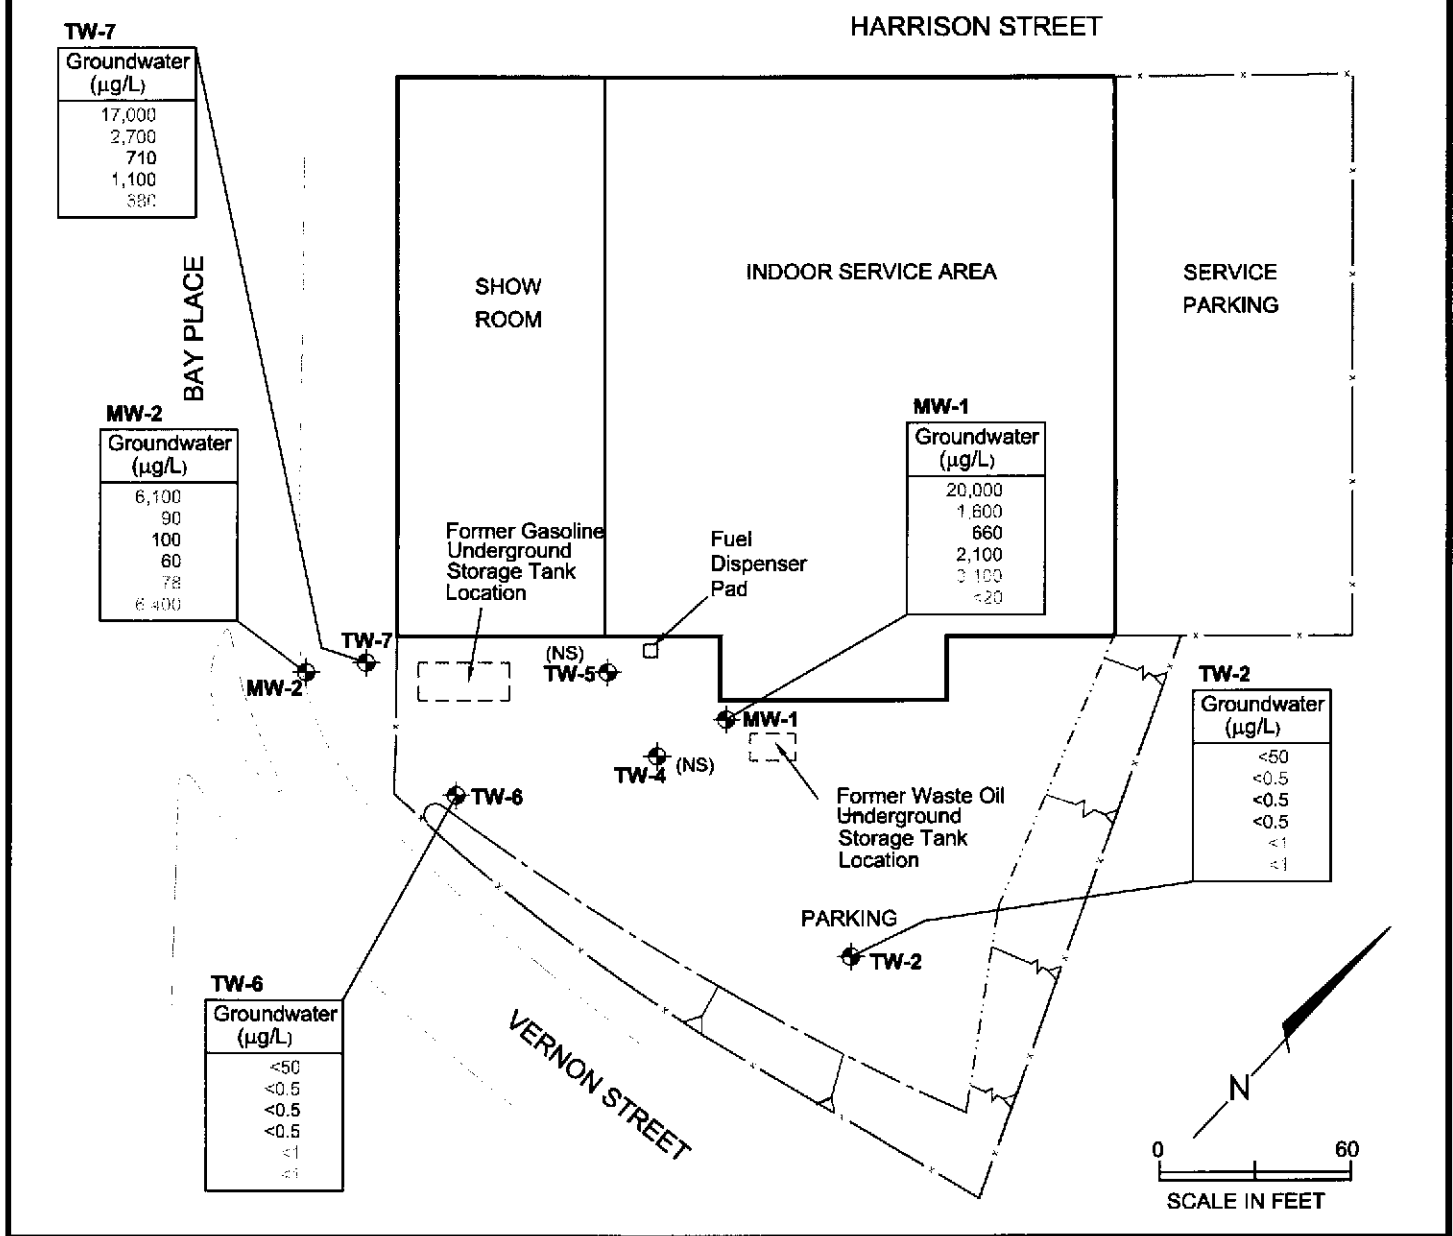 HARRISON STREET
TW-7
Groundwater
(µg/L)
17,000
2,700
710
1,100
380
BAY PLACE
SHOW
ROOM
INDOOR SERVICE AREA
SERVICE
PARKING
MW-2
Groundwater
(µg/L)
6,100
90
100
60
78
6,400
MW-1
Groundwater
(µg/L)
20,000
1,600
660
2,100
<20
Former Gasoline
Underground
Storage Tank
Location
Fuel
Dispenser
Pad
TW-7
MW-2
(NS)
TW-5
MW-1
TW-4 (NS)
TW-6
Former Waste Oil
Underground
Storage Tank
Location
TW-2
Groundwater
(µg/L)
<50
<0.5
<0.5
<0.5
<1
<1
PARKING
TW-2
TW-6
Groundwater
(µg/L)
<50
<0.5
<0.5
<0.5
<1
<1
VERNON STREET
N
0 60
SCALE IN FEET